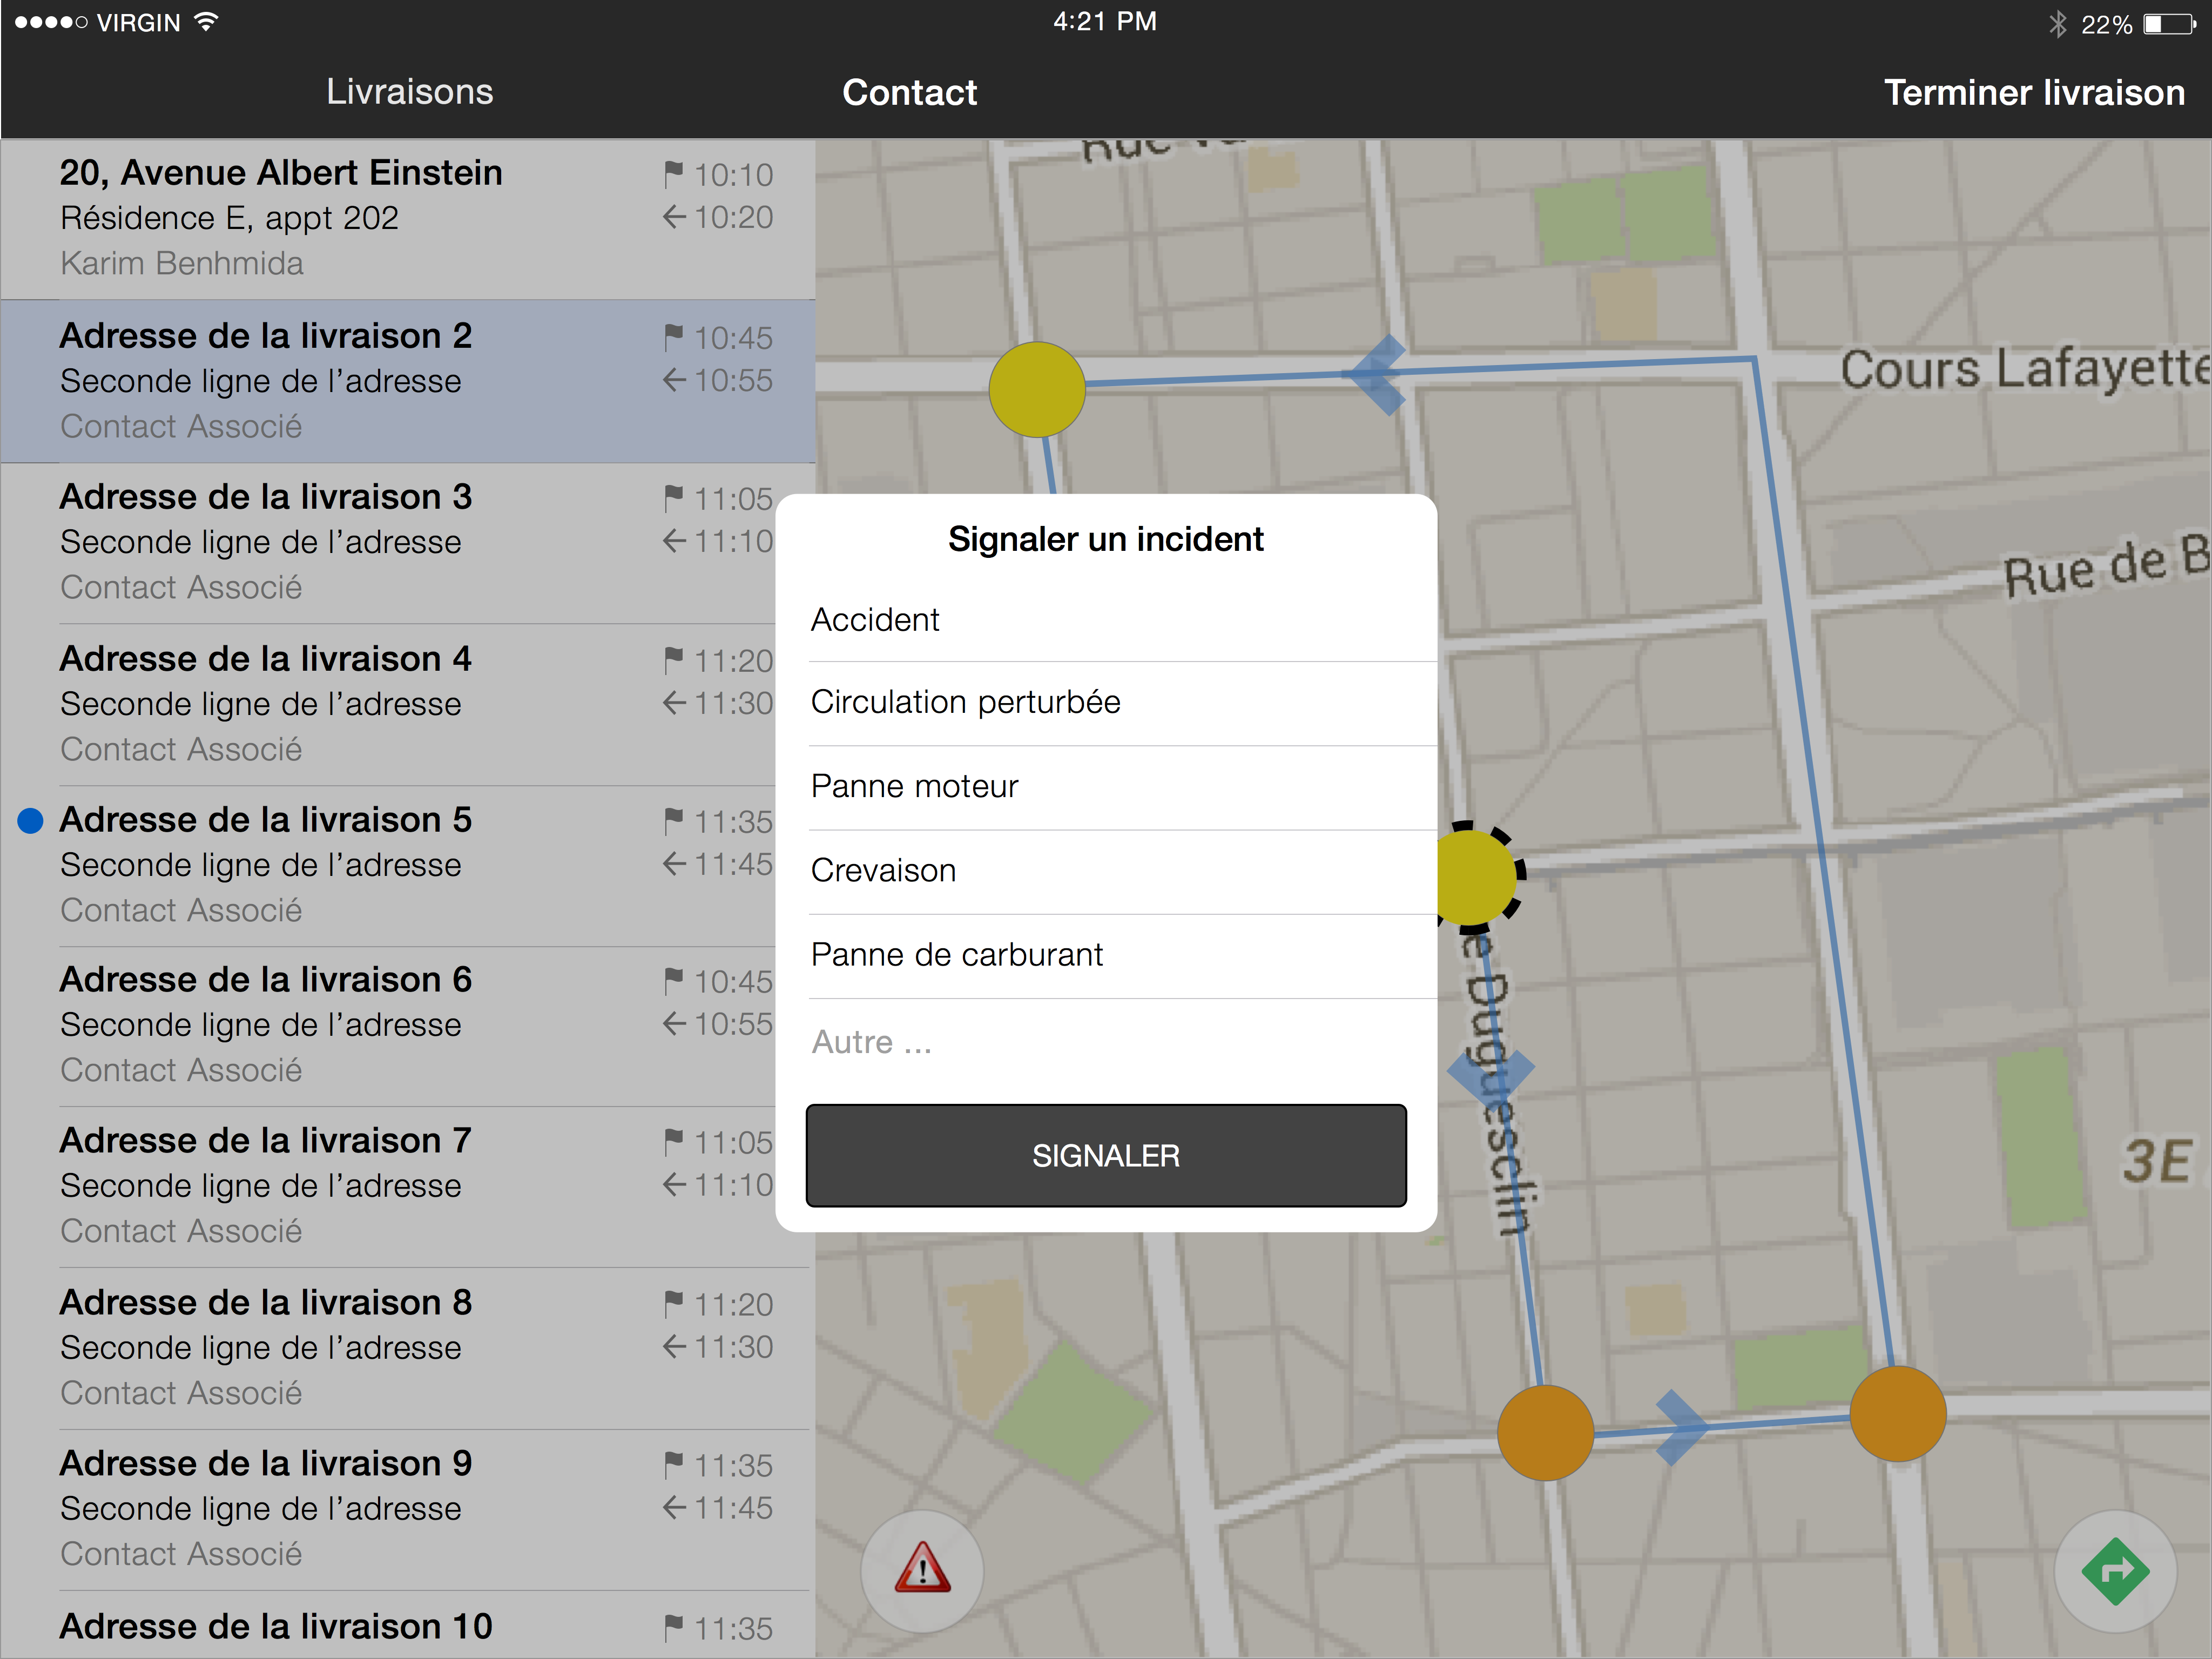 VIRGIN
4:21 PM
22%
Livraisons
Contact
Terminer livraison
20, Avenue Albert Einstein
10:10
Résidence E, appt 202
10:20
Karim Benhmida
Adresse de la livraison 2
10:45
Seconde ligne de l’adresse
10:55
Contact Associé
Adresse de la livraison 3
11:05
Seconde ligne de l’adresse
11:10
Contact Associé
Adresse de la livraison 4
11:20
Seconde ligne de l’adresse
11:30
Contact Associé
Adresse de la livraison 5
11:35
Seconde ligne de l’adresse
11:45
Contact Associé
Adresse de la livraison 6
10:45
Seconde ligne de l’adresse
10:55
Contact Associé
Adresse de la livraison 7
11:05
Seconde ligne de l’adresse
11:10
Contact Associé
Adresse de la livraison 8
11:20
Seconde ligne de l’adresse
11:30
Contact Associé
Adresse de la livraison 9
11:35
Seconde ligne de l’adresse
11:45
Contact Associé
Adresse de la livraison 10
11:35
Rue
Cours Lafayette
Rue de B
e Duguesclin
3E
Signaler un incident
Accident
Circulation perturbée
Panne moteur
Crevaison
Panne de carburant
Autre ...
SIGNALER